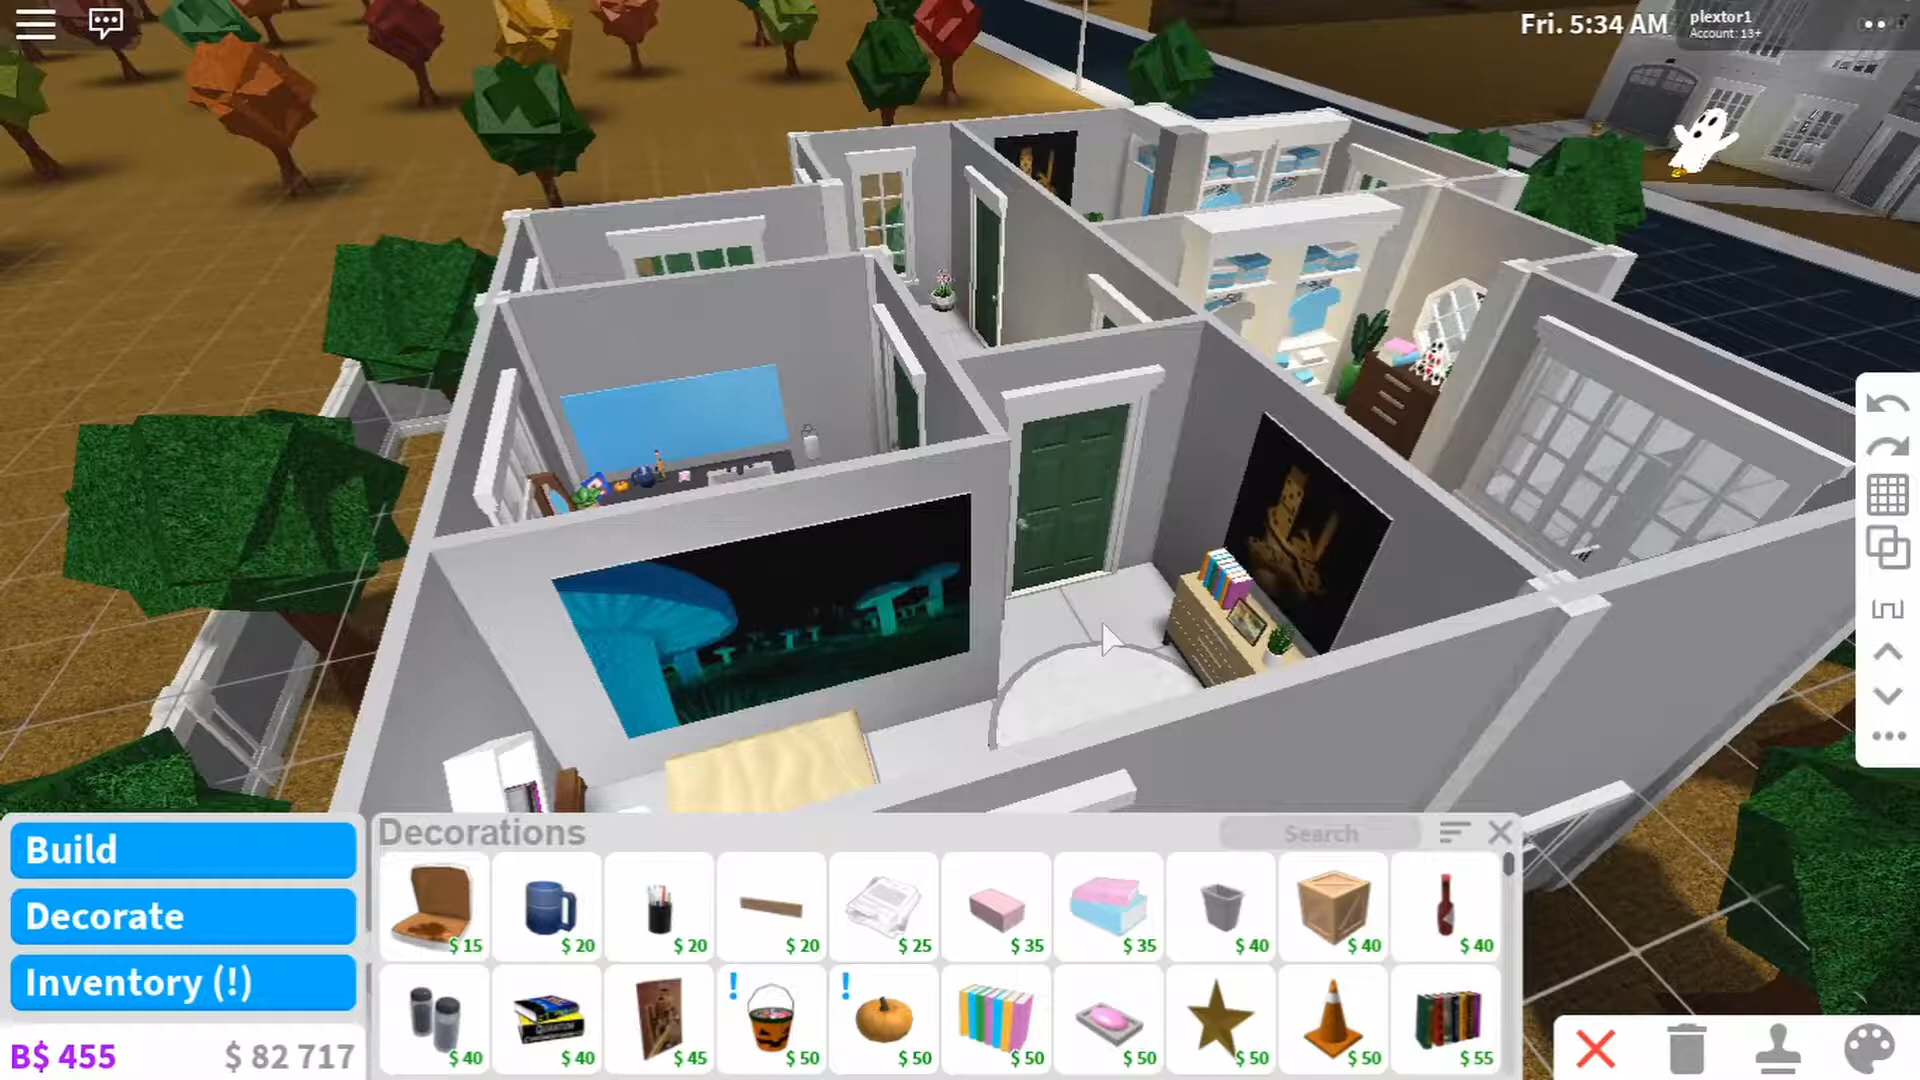 Fri. 5:34 AM
plextor1
Account: 13+
Build
Decorate
Inventory (!)
B$ 455
$ 82 717
Decorations
Search
$ 15
$ 20
$ 20
$ 20
$ 25
$ 35
$ 35
$ 40
$ 40
$ 40
!
!
QUANTUM
$ 40
$ 40
$ 45
$ 50
$ 50
$ 50
$ 50
$ 50
$ 50
$ 55